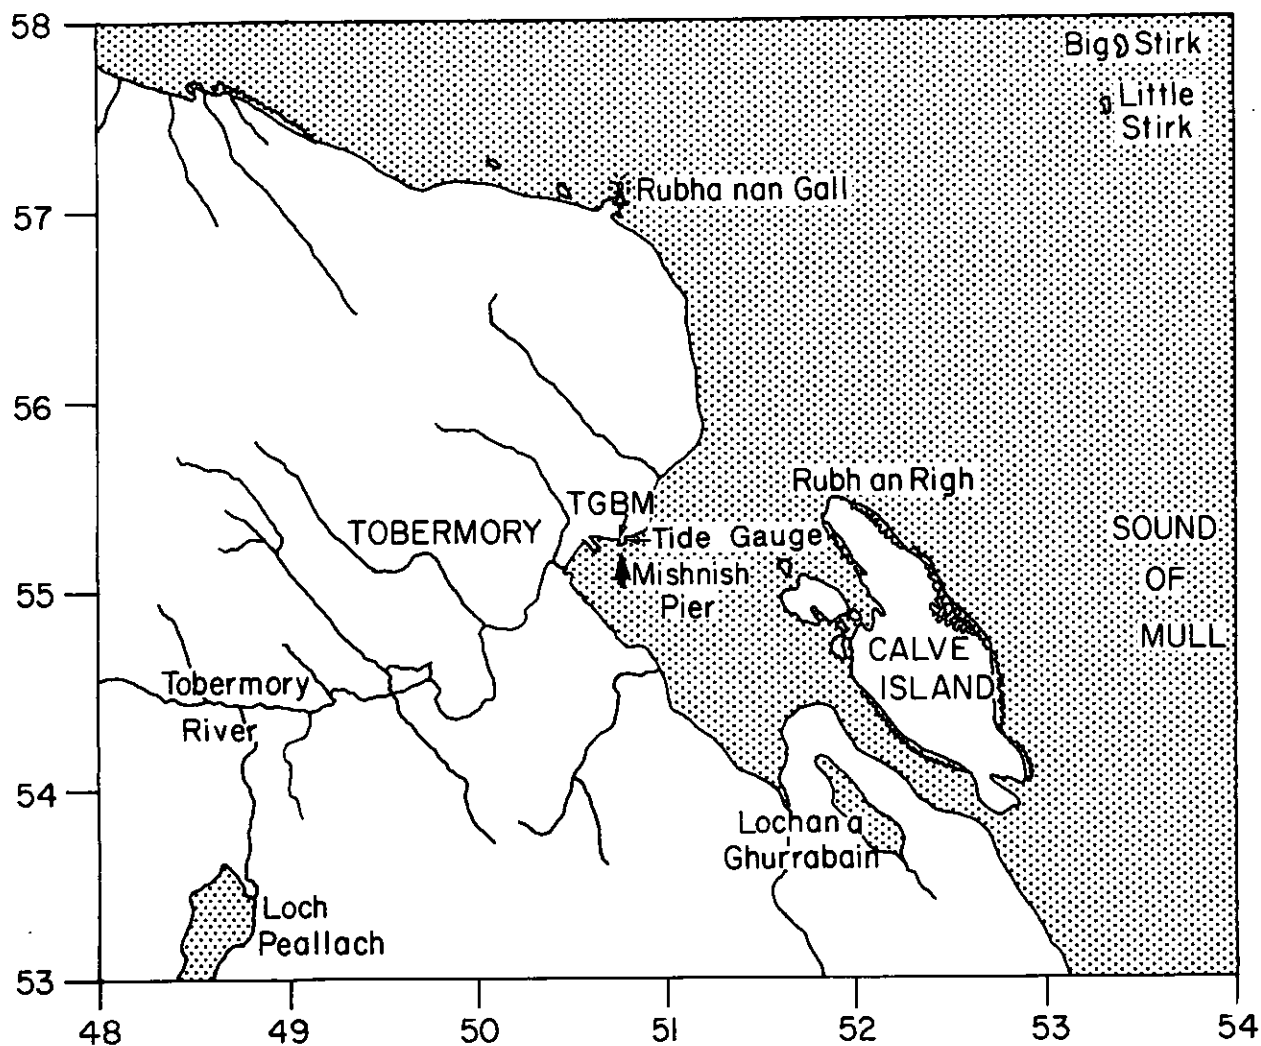 58
Big Stirk
Little
Stirk
57
Rubha nan Gall
56
Rubh an Righ
TGBM
TOBERMORY
Tide Gauge
SOUND
OF
MULL
55
Mishnish
Pier
CALVE
ISLAND
Tobermory
River
54
Lochan a
Ghurrabain
Loch
Peallach
53
48 49 50 51 52 53 54